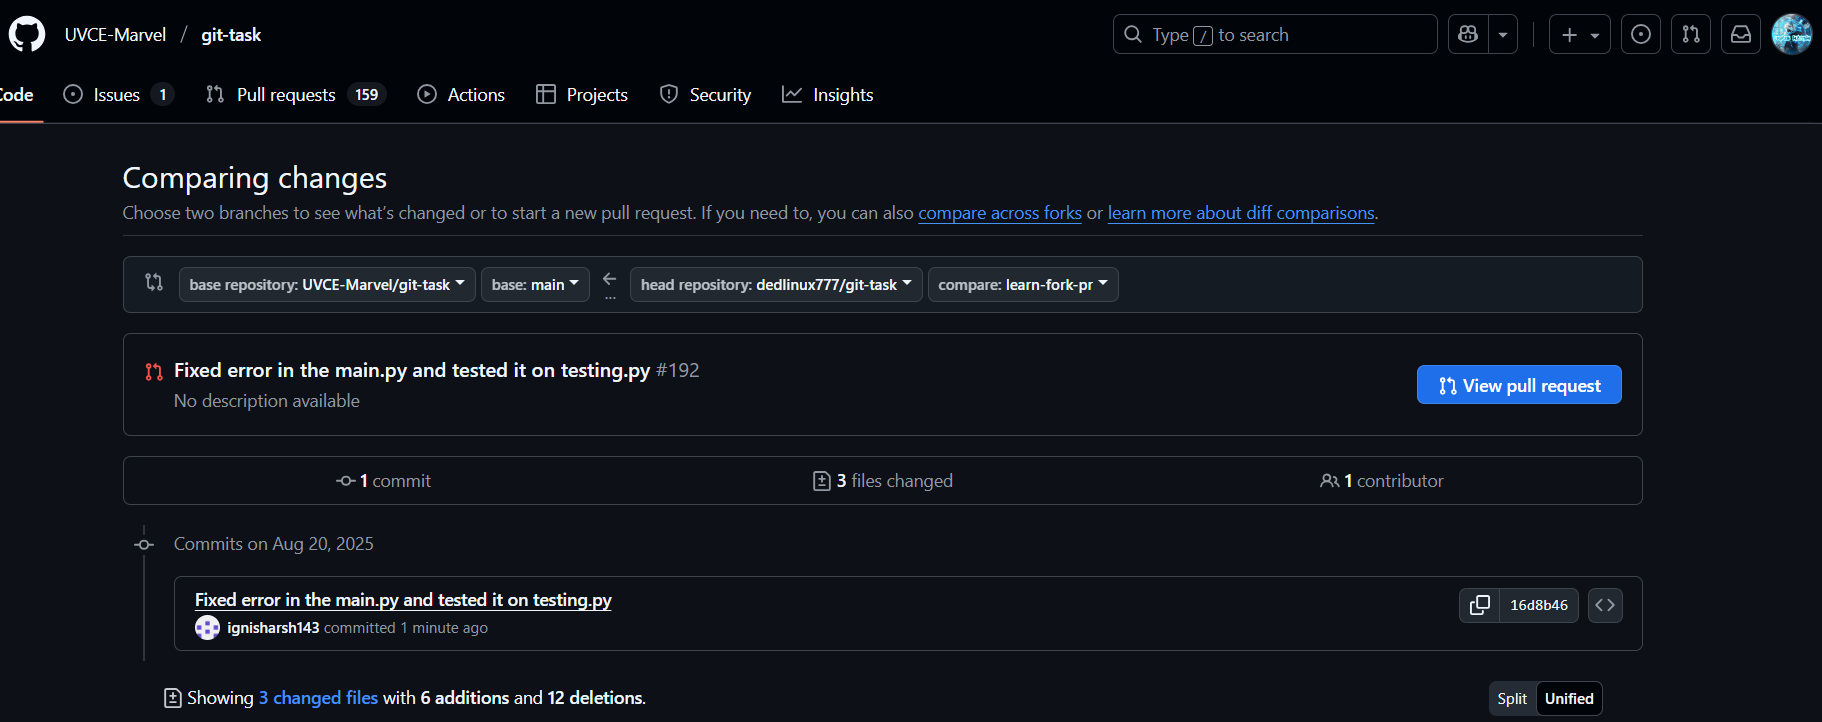 UVCE-Marvel / git-task
Type / to search
Code
Issues 1
Pull requests 159
Actions
Projects
Security
Insights
Comparing changes
Choose two branches to see what's changed or to start a new pull request. If you need to, you can also compare across forks or learn more about diff comparisons.
base repository: UVCE-Marvel/git-task
base: main
...
head repository: dedlinux777/git-task
compare: learn-fork-pr
Fixed error in the main.py and tested it on testing.py #192
No description available
View pull request
1 commit
3 files changed
1 contributor
Commits on Aug 20, 2025
Fixed error in the main.py and tested it on testing.py
16d8b46
ignisharsh143 committed 1 minute ago
Showing 3 changed files with 6 additions and 12 deletions.
Split
Unified